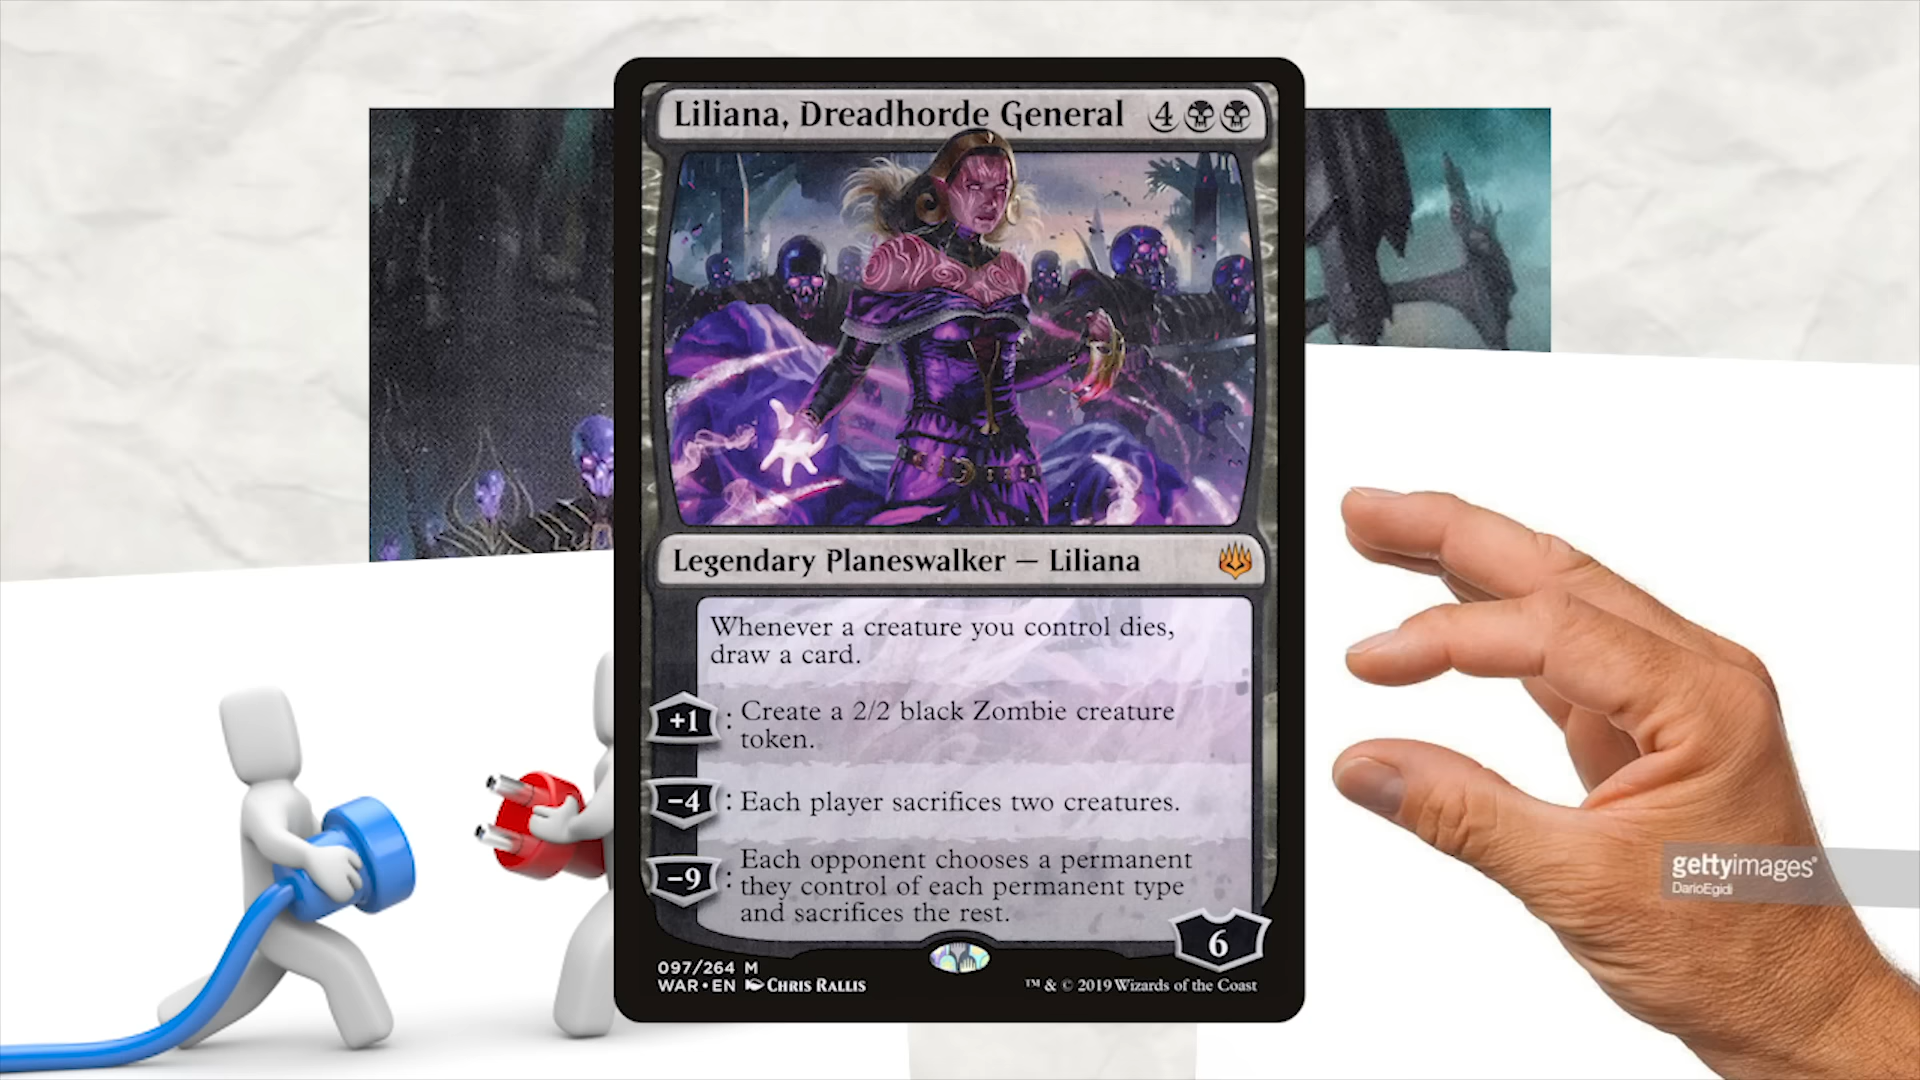 Liliana, Dreadhorde General 4
Legendary Planeswalker — Liliana
Whenever a creature you control dies,
draw a card.
+1: Create a 2/2 black Zombie creature
token.
−4: Each player sacrifices two creatures.
−9: Each opponent chooses a permanent
they control of each permanent type
and sacrifices the rest.
6
097/264 M
WAR • EN Chris Rallis
™ & © 2019 Wizards of the Coast
gettyimages®
DarioEgidi